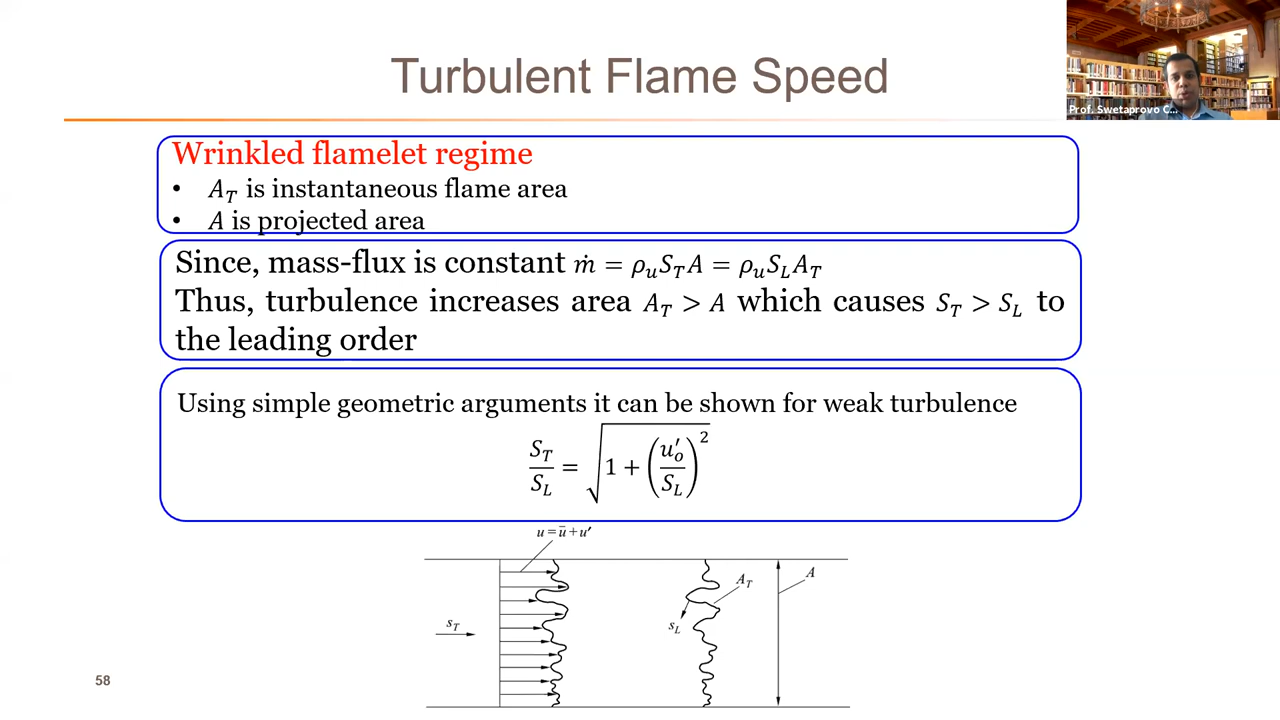 Turbulent Flame Speed
Prof. Swetaprovo C...
Wrinkled flamelet regime
• A_T is instantaneous flame area
• A is projected area
Since, mass-flux is constant ṁ = ρ_u S_T A = ρ_u S_L A_T
Thus, turbulence increases area A_T > A which causes S_T > S_L to
the leading order
Using simple geometric arguments it can be shown for weak turbulence
S_T/S_L = √(1 + (u′_o/S_L)²)
u = ū + u′
A_T
A
s_T
s_L
58